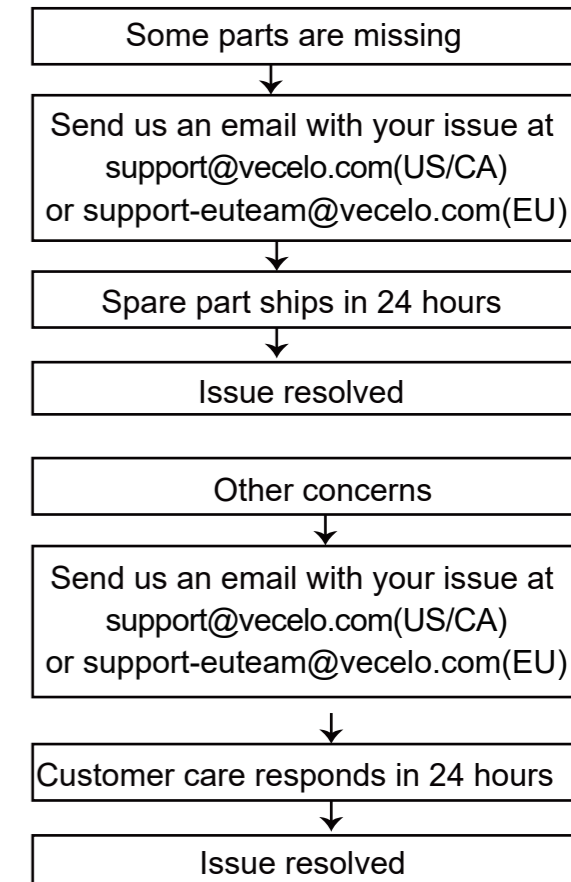 Some parts are missing
Send us an email with your issue at
support@vecelo.com(US/CA)
or support-euteam@vecelo.com(EU)
Spare part ships in 24 hours
Issue resolved
Other concerns
Send us an email with your issue at
support@vecelo.com(US/CA)
or support-euteam@vecelo.com(EU)
Customer care responds in 24 hours
Issue resolved